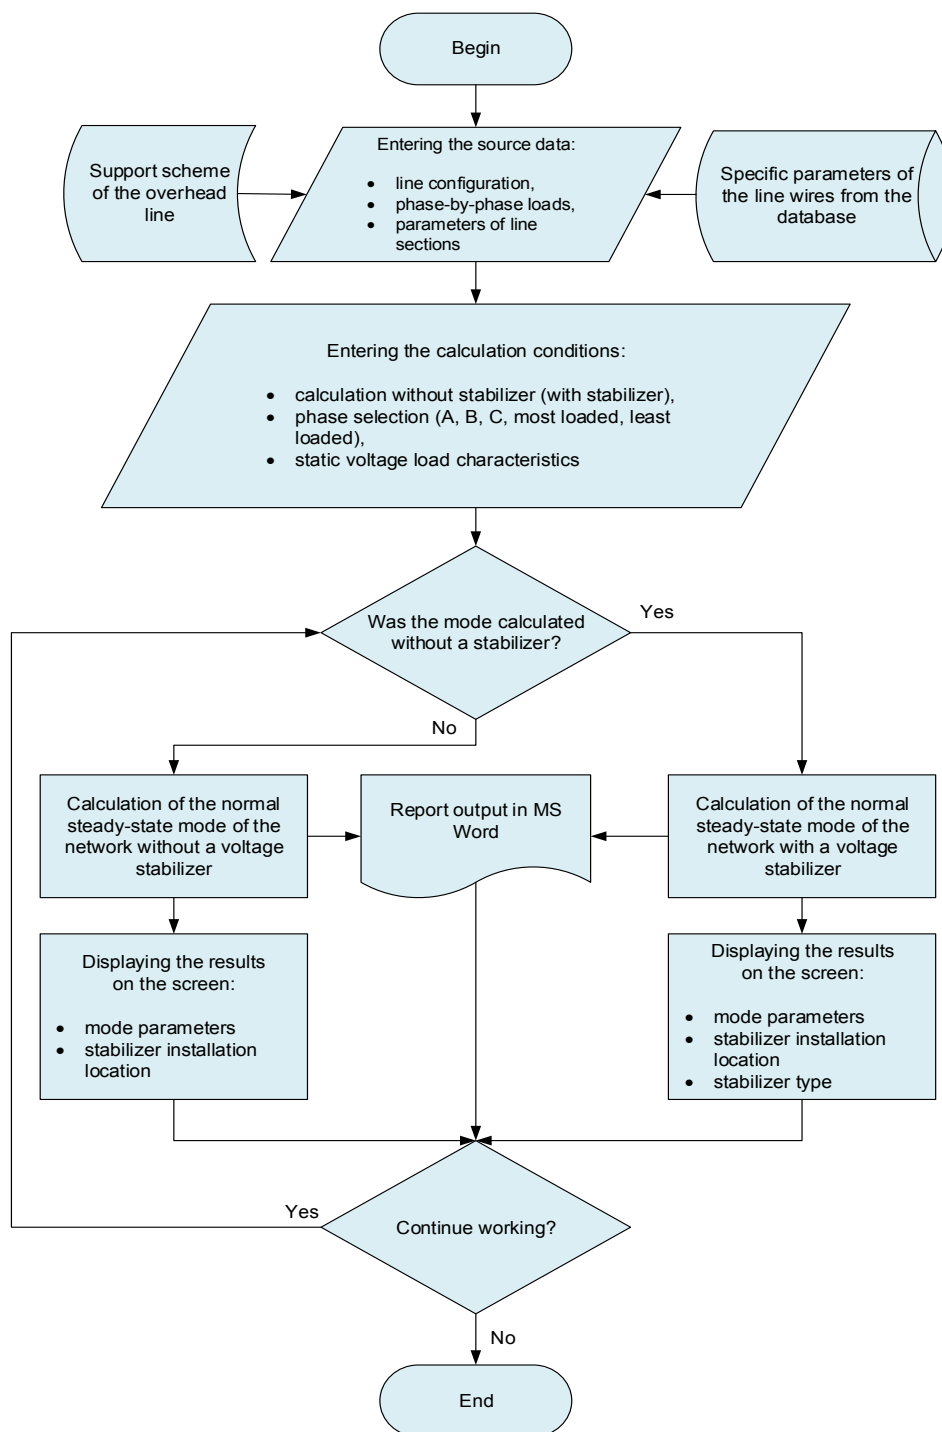 Begin
Support scheme
of the overhead
line
Entering the source data:
• line configuration,
• phase-by-phase loads,
• parameters of line
sections
Specific parameters of
the line wires from the
database
Entering the calculation conditions:
• calculation without stabilizer (with stabilizer),
• phase selection (A, B, C, most loaded, least
loaded),
• static voltage load characteristics
Was the mode calculated
without a stabilizer?
Yes
No
Calculation of the normal
steady-state mode of the
network without a voltage
stabilizer
Report output in MS
Word
Calculation of the normal
steady-state mode of the
network with a voltage
stabilizer
Displaying the results
on the screen:
• mode parameters
• stabilizer installation
location
Displaying the results
on the screen:
• mode parameters
• stabilizer installation
location
• stabilizer type
Yes
Continue working?
No
End